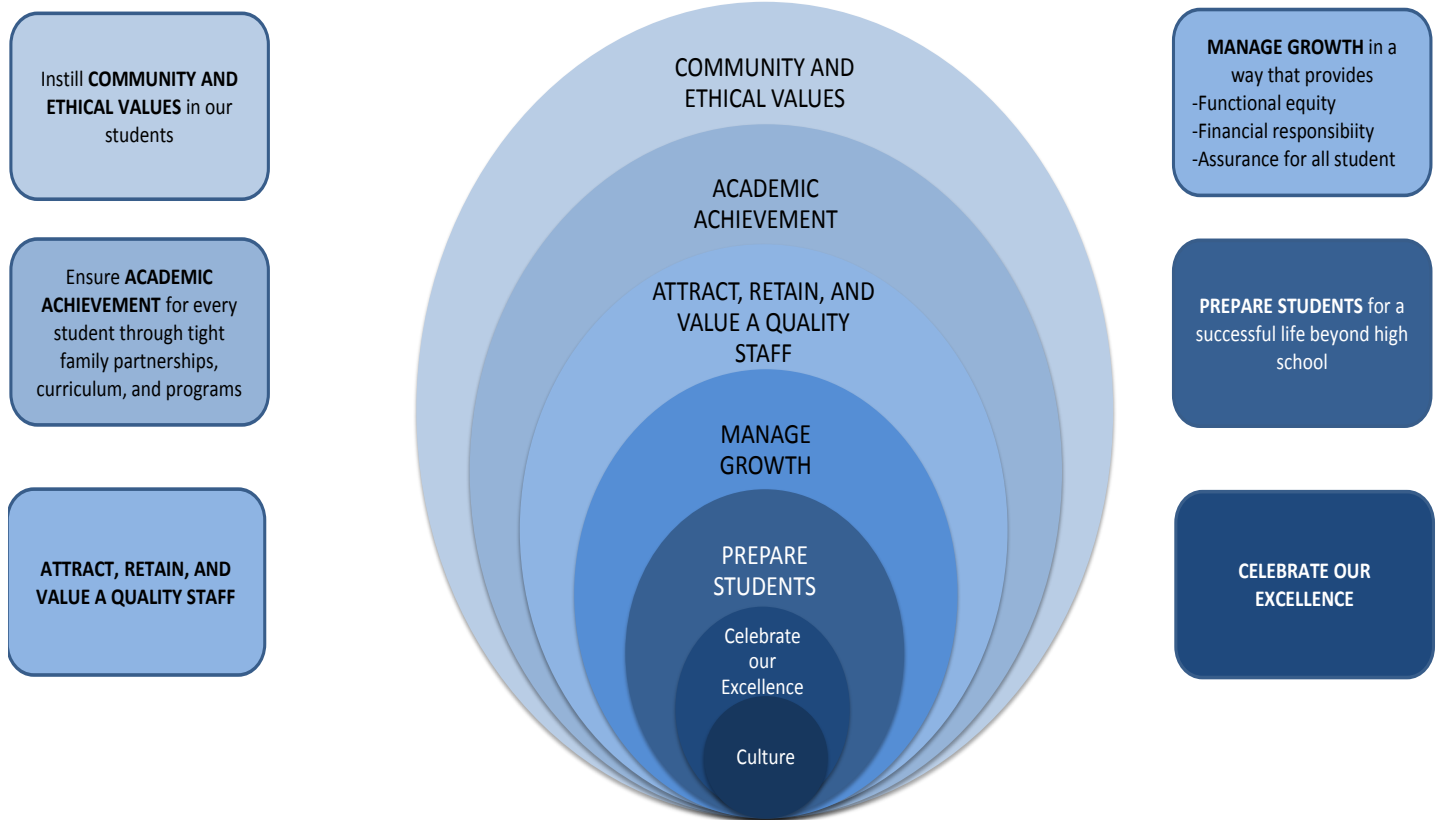 Instill COMMUNITY AND
ETHICAL VALUES in our
students
Ensure ACADEMIC
ACHIEVEMENT for every
student through tight
family partnerships,
curriculum, and programs
ATTRACT, RETAIN, AND
VALUE A QUALITY STAFF
COMMUNITY AND
ETHICAL VALUES
ACADEMIC
ACHIEVEMENT
ATTRACT, RETAIN, AND
VALUE A QUALITY
STAFF
MANAGE
GROWTH
PREPARE
STUDENTS
Celebrate
our
Excellence
Culture
MANAGE GROWTH in a
way that provides
-Functional equity
-Financial responsibiity
-Assurance for all student
PREPARE STUDENTS for a
successful life beyond high
school
CELEBRATE OUR
EXCELLENCE